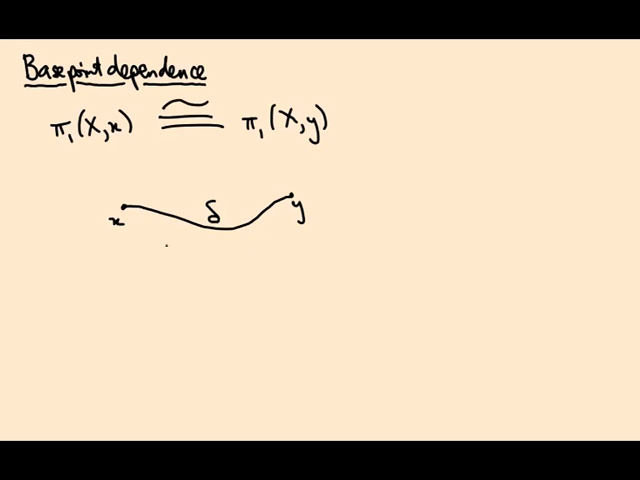 Basepoint dependence
π₁(X,x) ≅ π₁(X,y)
x δ y